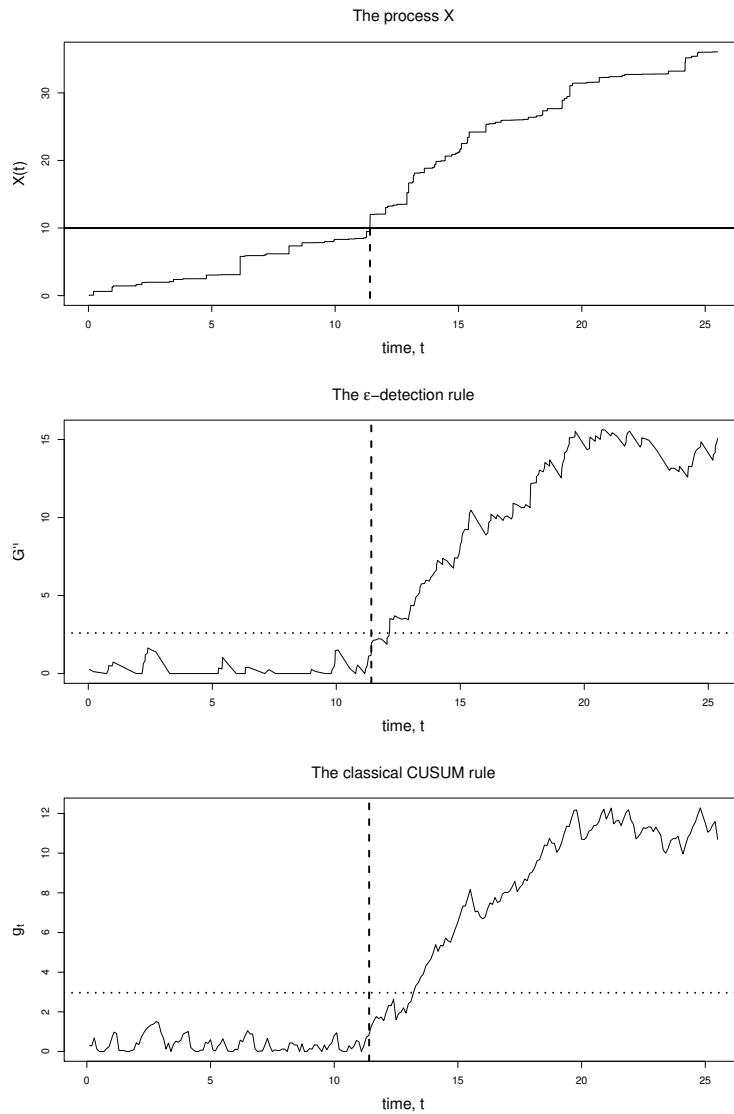 The process X
X(t)
30
20
10
0
0 5 10 15 20 25
time, t
The ε−detection rule
15
10
5
0
0 5 10 15 20 25
time, t
The classical CUSUM rule
gt
12
10
8
6
4
2
0
0 5 10 15 20 25
time, t